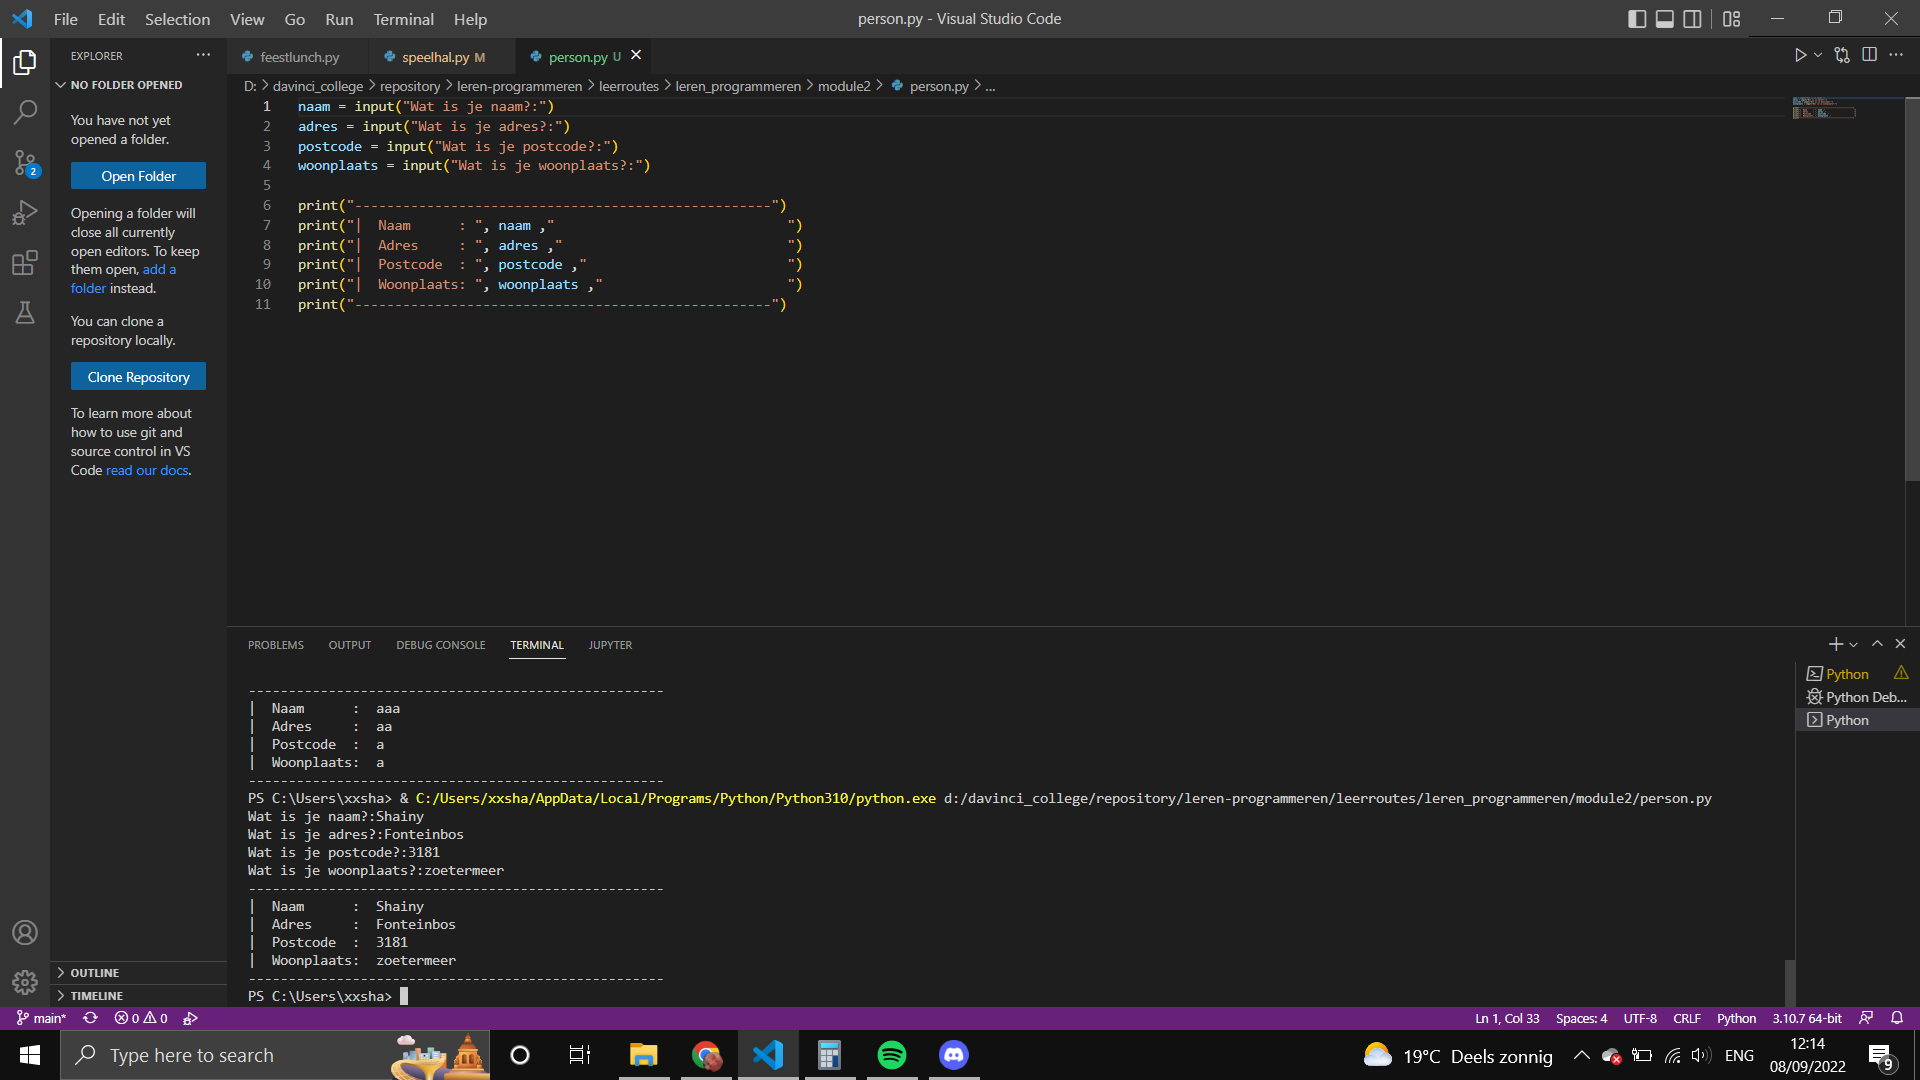 File Edit Selection View Go Run Terminal Help person.py - Visual Studio Code
EXPLORER ···
feestlunch.py speelhal.py M person.py U
NO FOLDER OPENED
D: > davinci_college > repository > leren-programmeren > leerroutes > leren_programmeren > module2 > person.py > ...
You have not yet
opened a folder.
Open Folder
Opening a folder will
close all currently
open editors. To keep
them open, add a
folder instead.
You can clone a
repository locally.
Clone Repository
To learn more about
how to use git and
source control in VS
Code read our docs.
2
OUTLINE
TIMELINE
1 naam = input("Wat is je naam?:")
2 adres = input("Wat is je adres?:")
3 postcode = input("Wat is je postcode?:")
4 woonplaats = input("Wat is je woonplaats?:")
5
6 print("----------------------------------------------------")
7 print("|  Naam      : ", naam ,"                             ")
8 print("|  Adres     : ", adres ,"                            ")
9 print("|  Postcode  : ", postcode ,"                         ")
10 print("|  Woonplaats: ", woonplaats ,"                       ")
11 print("----------------------------------------------------")
PROBLEMS OUTPUT DEBUG CONSOLE TERMINAL JUPYTER
Python
Python Deb...
Python
----------------------------------------------------
|  Naam      :  aaa
|  Adres     :  aa
|  Postcode  :  a
|  Woonplaats:  a
----------------------------------------------------
PS C:\Users\xxsha> & C:/Users/xxsha/AppData/Local/Programs/Python/Python310/python.exe d:/davinci_college/repository/leren-programmeren/leerroutes/leren_programmeren/module2/person.py
Wat is je naam?:Shainy
Wat is je adres?:Fonteinbos
Wat is je postcode?:3181
Wat is je woonplaats?:zoetermeer
----------------------------------------------------
|  Naam      :  Shainy
|  Adres     :  Fonteinbos
|  Postcode  :  3181
|  Woonplaats:  zoetermeer
----------------------------------------------------
PS C:\Users\xxsha>
main* 0 0 Ln 1, Col 33 Spaces: 4 UTF-8 CRLF Python 3.10.7 64-bit
Type here to search 19°C Deels zonnig ENG
12:14
08/09/2022
9